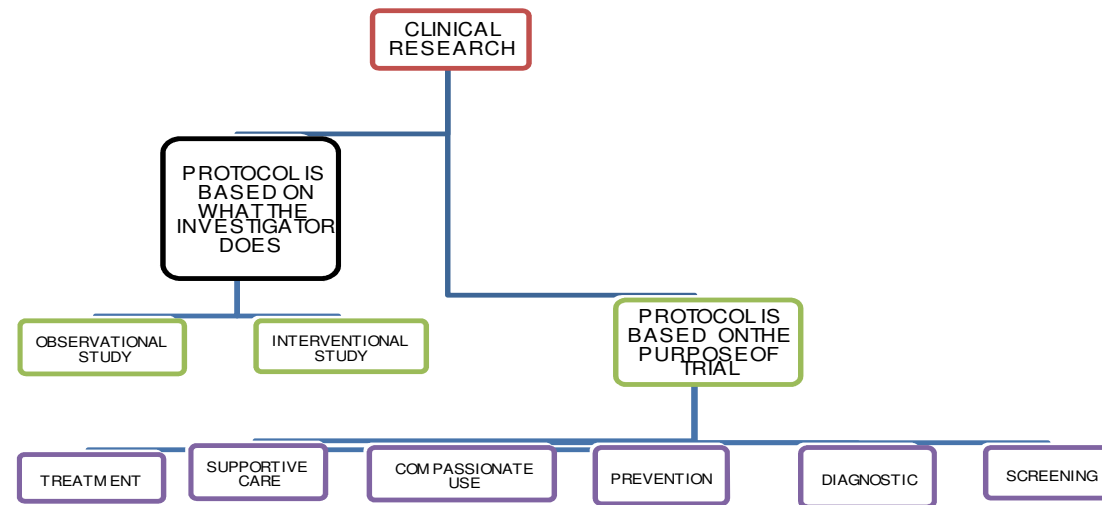 CLINICAL
RESEARCH
PROTOCOL IS
BASED ON
WHAT THE
INVESTIGATOR
DOES
OBSERVATIONAL
STUDY
INTERVENTIONAL
STUDY
PROTOCOL IS
BASED ON THE
PURPOSE OF
TRIAL
TREATMENT
SUPPORTIVE
CARE
COMPASSIONATE
USE
PREVENTION
DIAGNOSTIC
SCREENING